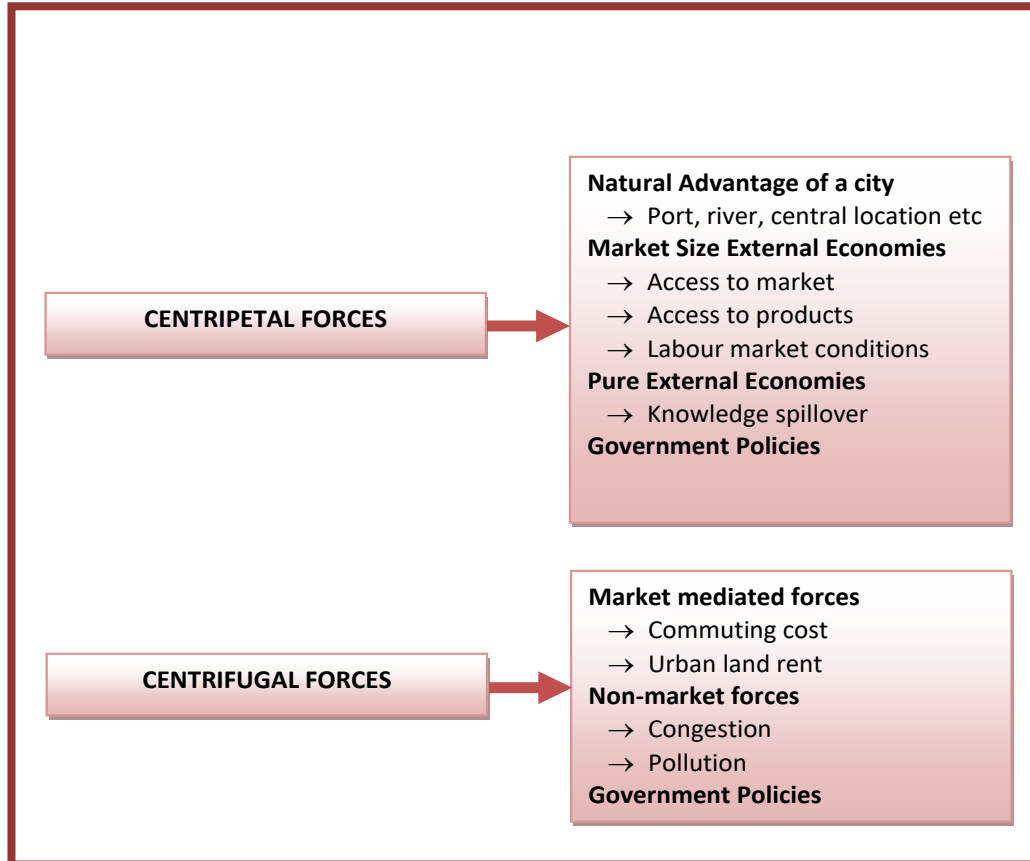 CENTRIPETAL FORCES
Natural Advantage of a city
→ Port, river, central location etc
Market Size External Economies
→ Access to market
→ Access to products
→ Labour market conditions
Pure External Economies
→ Knowledge spillover
Government Policies
CENTRIFUGAL FORCES
Market mediated forces
→ Commuting cost
→ Urban land rent
Non-market forces
→ Congestion
→ Pollution
Government Policies